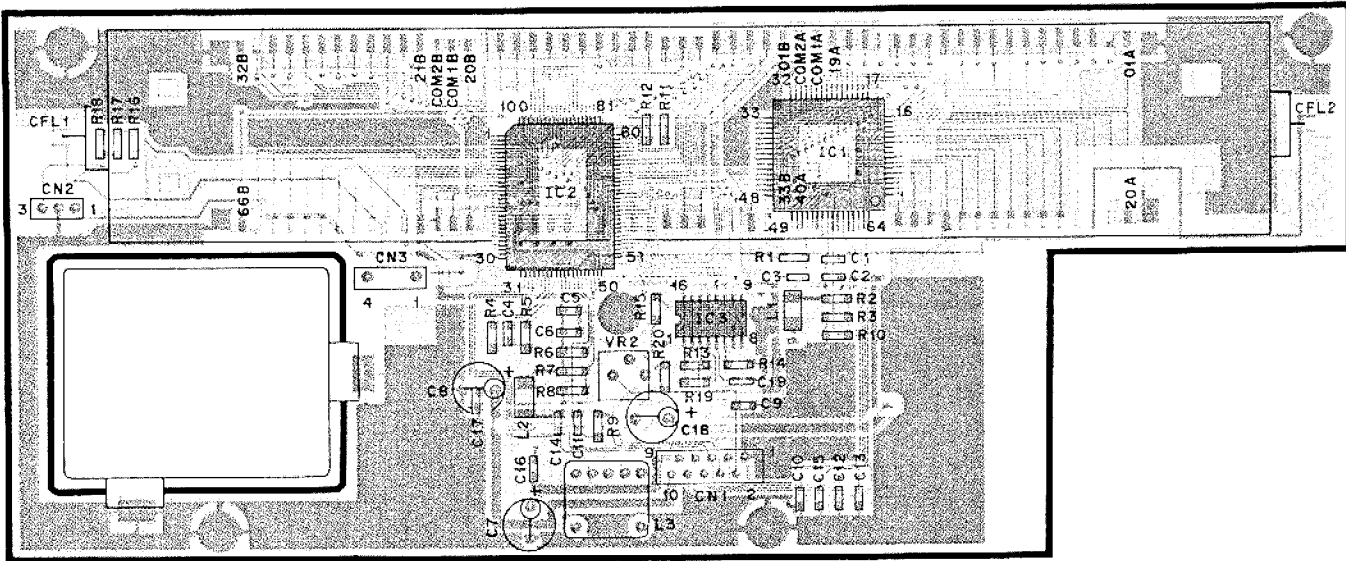 32B
21B
COM2B
COM1B
20B
3201B
COM2A
COM1A
19A
01A
CFL1
R18
R17
R16
100
81
80
R12
R11
33
17
16
CFL2
IC2
IC1
CN2
3
1
66B
48
33B
40A
1
20A
49
64
30
51
CN3
4
1
31
50
R1
C1
C3
C2
R4
C4
R5
C5
R15
16
9
L1
R2
C6
IC3
R3
1
8
R10
R6
VR2
R20
R13
R14
R7
C8
+
R8
C19
R19
C9
C17
L2
C14
C11
R9
+
C18
9
C16
10
CN1
2
C10
C15
C12
C13
+
C7
L3